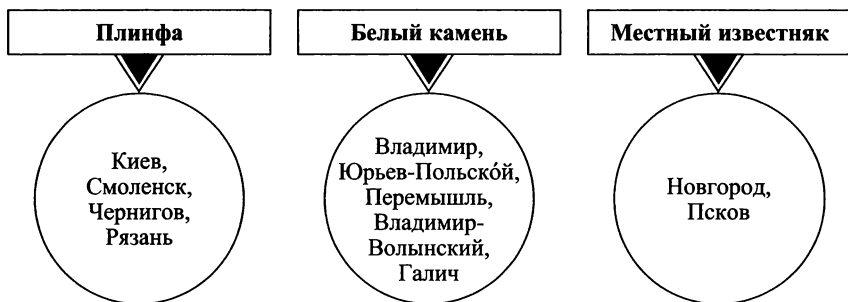 Плинфа
Киев,
Смоленск,
Чернигов,
Рязань
Белый камень
Владимир,
Юрьев-Польско́й,
Перемышль,
Владимир-
Волынский,
Галич
Местный известняк
Новгород,
Псков